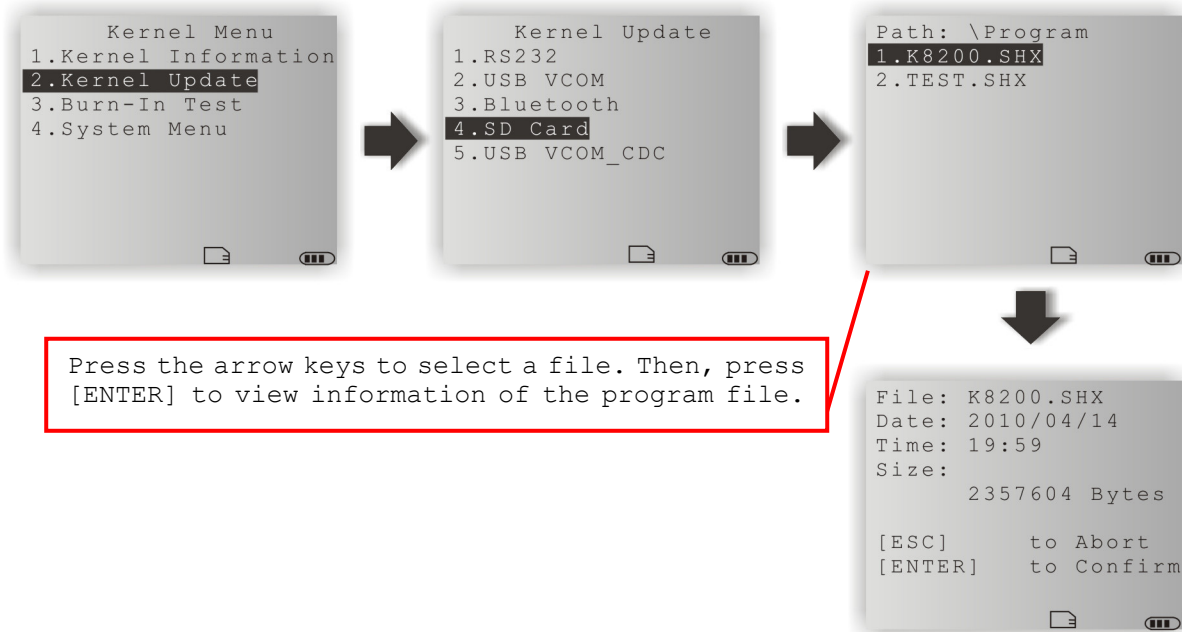 Kernel Menu
1.Kernel Information
2.Kernel Update
3.Burn-In Test
4.System Menu
Kernel Update
1.RS232
2.USB VCOM
3.Bluetooth
4.SD Card
5.USB VCOM_CDC
Path: \Program
1.K8200.SHX
2.TEST.SHX
Press the arrow keys to select a file. Then, press
[ENTER] to view information of the program file.
File: K8200.SHX
Date: 2010/04/14
Time: 19:59
Size:
2357604 Bytes
[ESC] to Abort
[ENTER] to Confirm